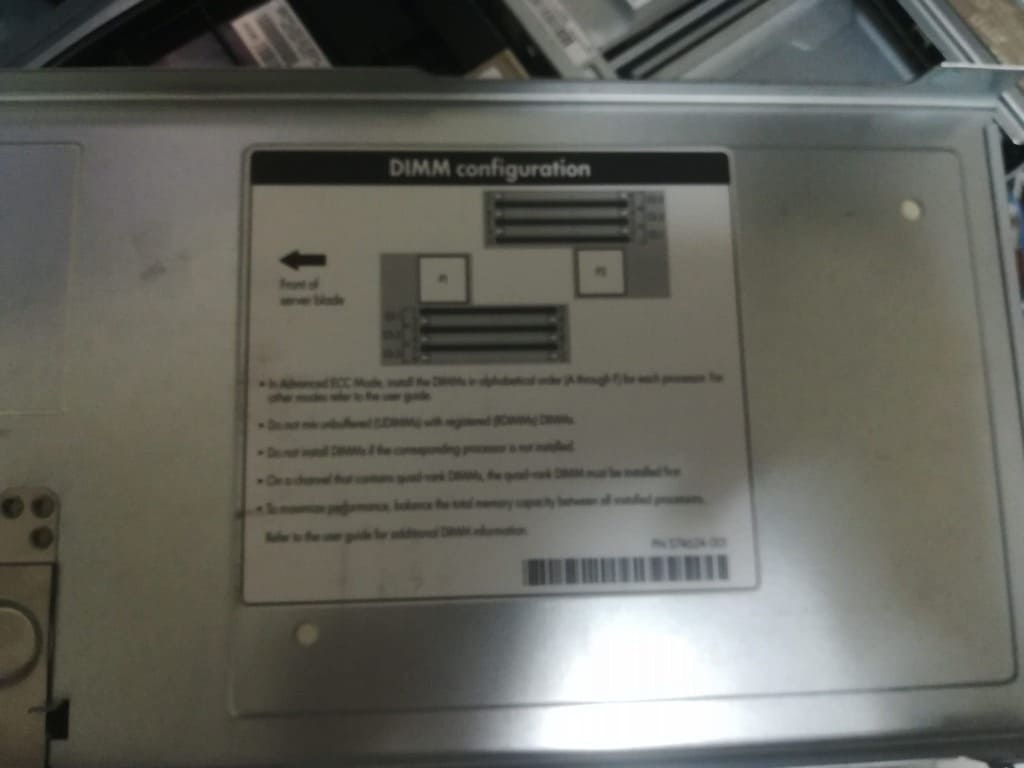 DIMM configuration
Front of
server blade
P1
P2
• In Advanced ECC Mode, install the DIMMs in alphabetical order (A through F) for each processor. For
other modes refer to the user guide.
• Do not mix unbuffered (UDIMMs) with registered (RDIMMs) DIMMs.
• Do not install DIMMs if the corresponding processor is not installed.
• On a channel that contains quad-rank DIMMs, the quad-rank DIMM must be installed first
• To maximize performance, balance the total memory capacity between all installed processors.
Refer to the user guide for additional DIMM information.